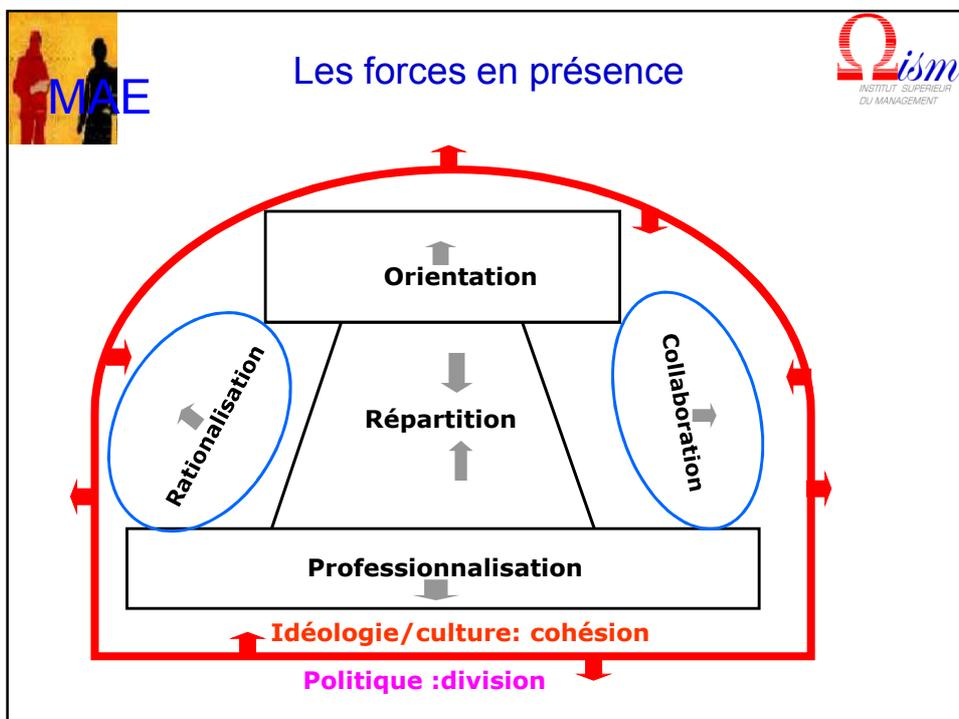 MAE
Les forces en présence
Ωism
INSTITUT SUPERIEUR
DU MANAGEMENT
Orientation
Rationalisation
Répartition
Collaboration
Professionnalisation
Idéologie/culture: cohésion
Politique :division